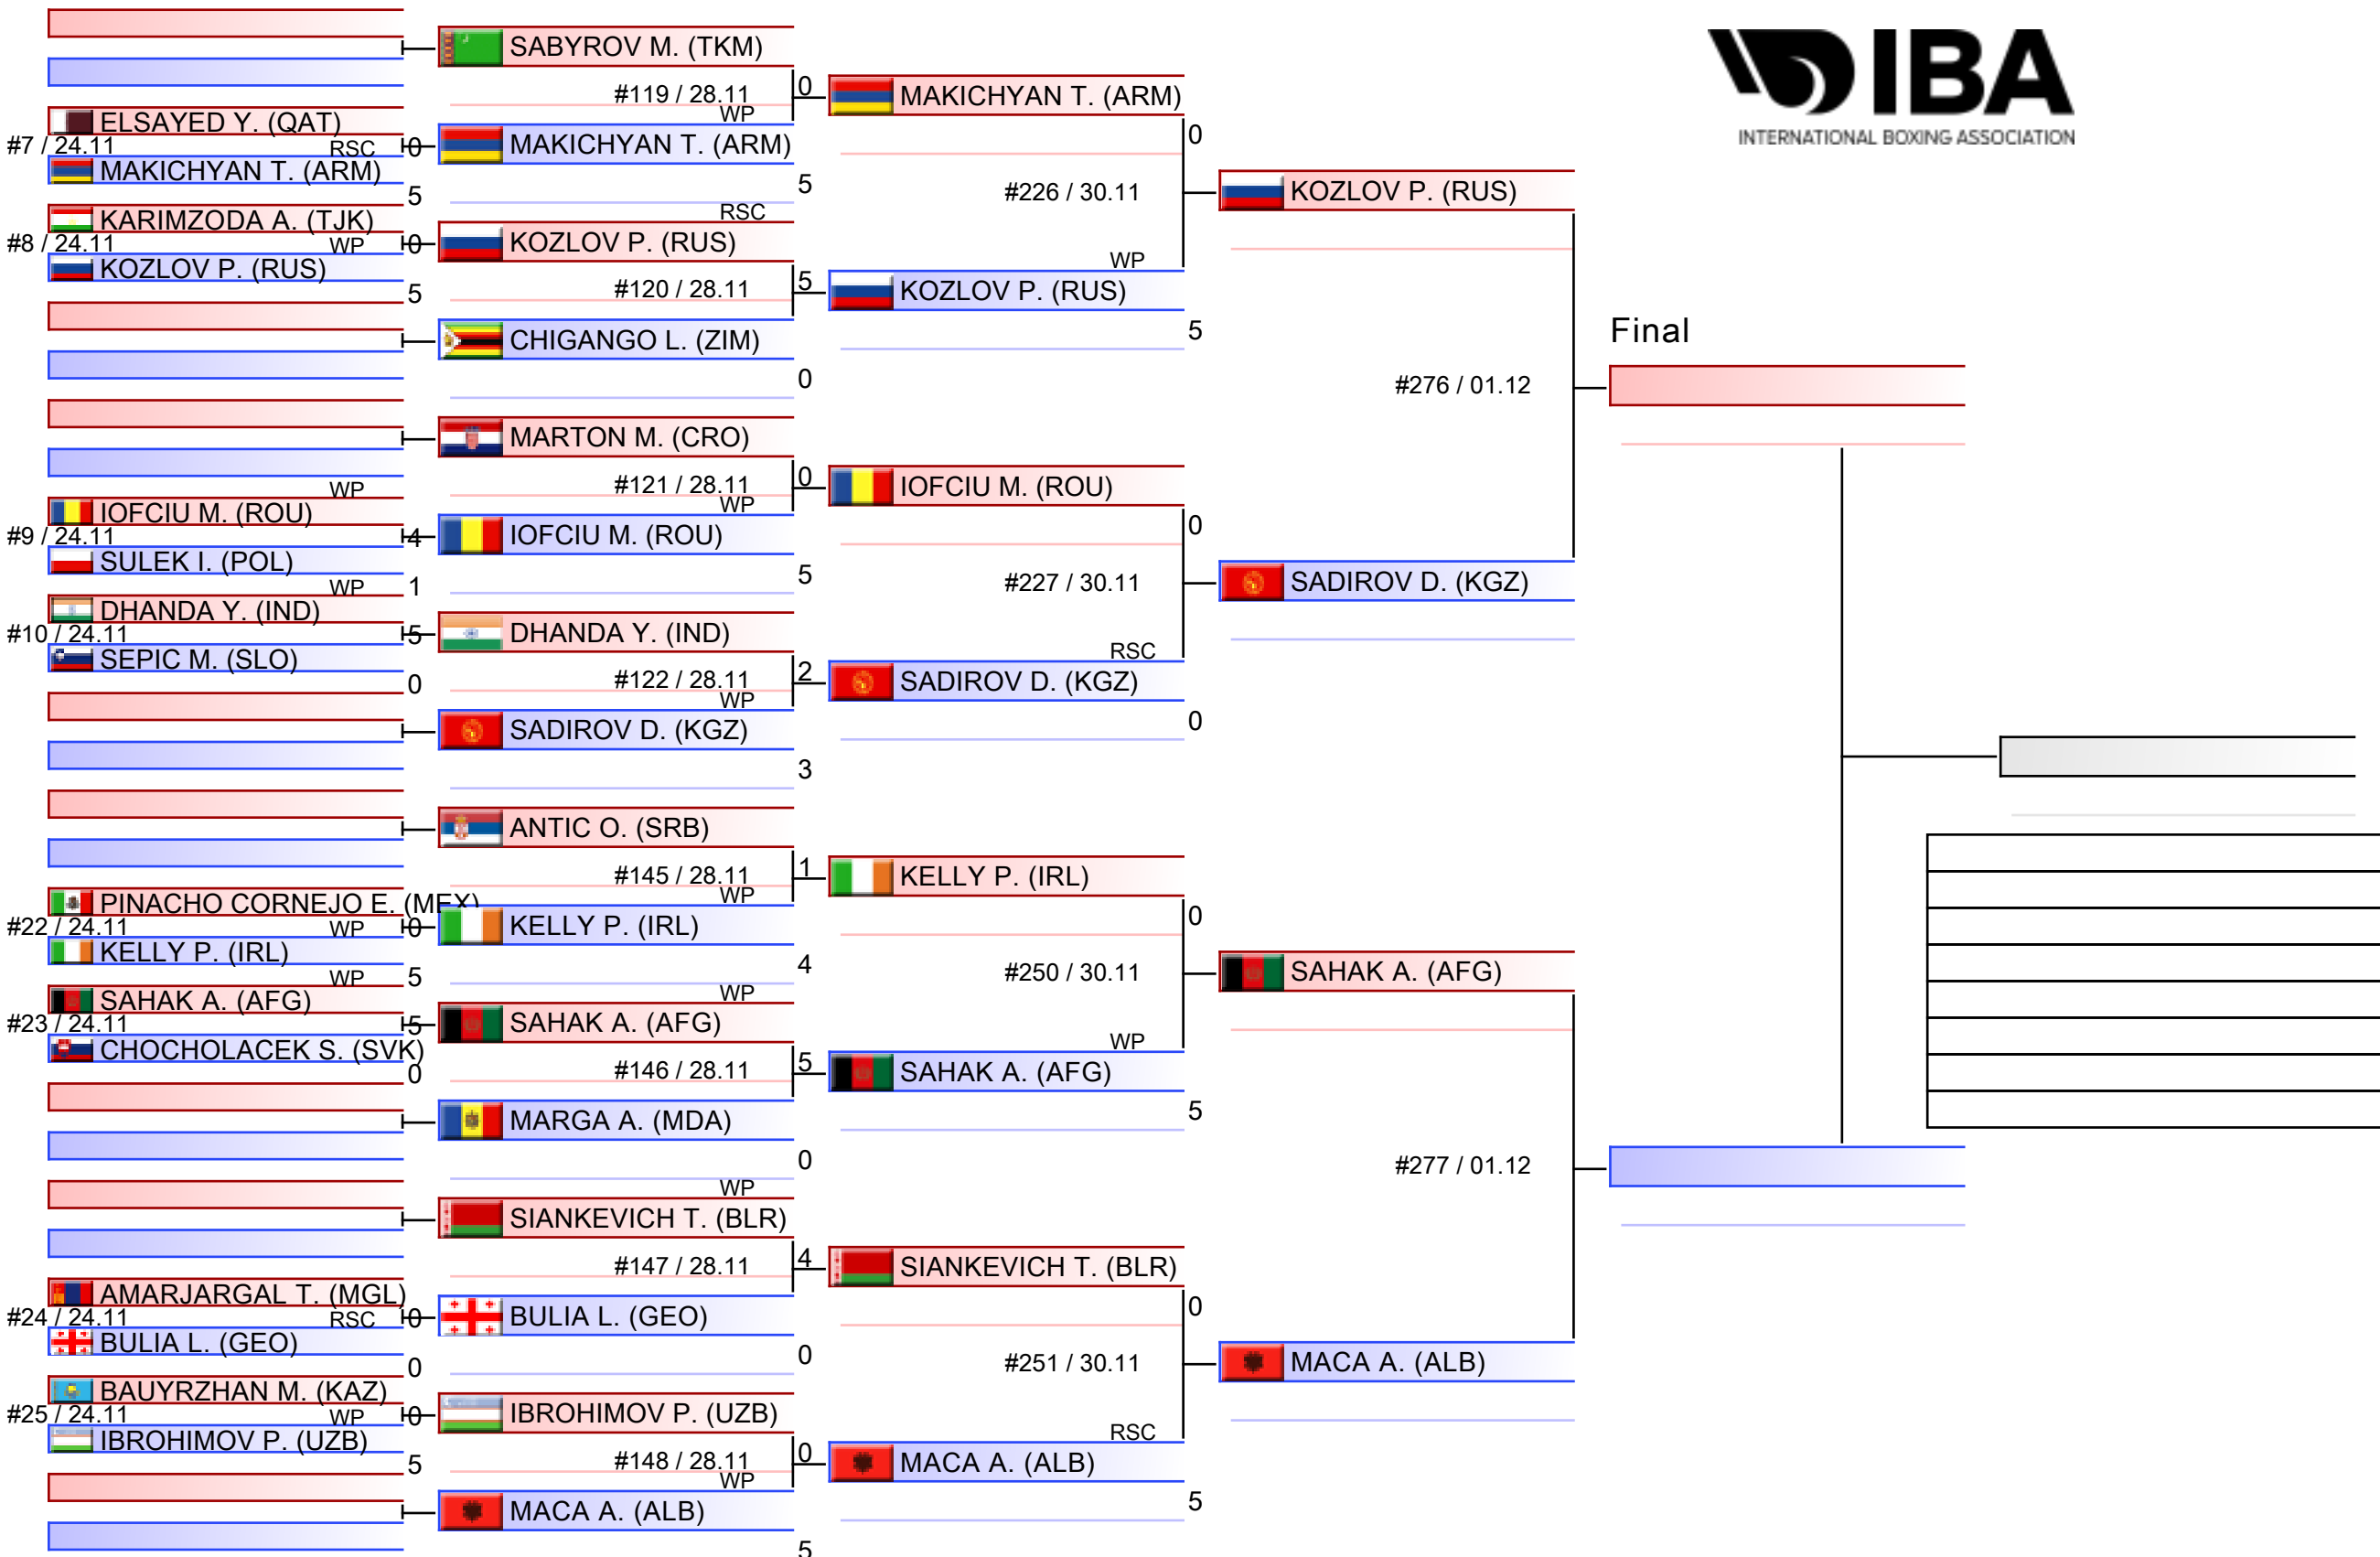 IBA
INTERNATIONAL BOXING ASSOCIATION
ELSAYED Y. (QAT)
#7 / 24.11
RSC
0
MAKICHYAN T. (ARM)
5
KARIMZODA A. (TJK)
#8 / 24.11
WP
0
KOZLOV P. (RUS)
5
WP
IOFCIU M. (ROU)
#9 / 24.11
4
SULEK I. (POL)
1
WP
DHANDA Y. (IND)
#10 / 24.11
5
SEPIC M. (SLO)
0
PINACHO CORNEJO E. (MEX)
#22 / 24.11
WP
0
KELLY P. (IRL)
5
WP
SAHAK A. (AFG)
#23 / 24.11
5
CHOCHOLACEK S. (SVK)
0
AMARJARGAL T. (MGL)
#24 / 24.11
RSC
0
BULIA L. (GEO)
0
BAUYRZHAN M. (KAZ)
#25 / 24.11
WP
0
IBROHIMOV P. (UZB)
5
SABYROV M. (TKM)
0
#119 / 28.11
WP
MAKICHYAN T. (ARM)
5
RSC
KOZLOV P. (RUS)
5
#120 / 28.11
CHIGANGO L. (ZIM)
0
MARTON M. (CRO)
0
#121 / 28.11
WP
IOFCIU M. (ROU)
5
DHANDA Y. (IND)
2
#122 / 28.11
WP
SADIROV D. (KGZ)
3
ANTIC O. (SRB)
1
#145 / 28.11
WP
KELLY P. (IRL)
4
WP
SAHAK A. (AFG)
5
#146 / 28.11
MARGA A. (MDA)
0
WP
SIANKEVICH T. (BLR)
4
#147 / 28.11
BULIA L. (GEO)
0
IBROHIMOV P. (UZB)
0
#148 / 28.11
WP
MACA A. (ALB)
5
MAKICHYAN T. (ARM)
0
#226 / 30.11
WP
KOZLOV P. (RUS)
5
IOFCIU M. (ROU)
0
#227 / 30.11
RSC
SADIROV D. (KGZ)
0
KELLY P. (IRL)
0
#250 / 30.11
WP
SAHAK A. (AFG)
5
SIANKEVICH T. (BLR)
0
#251 / 30.11
RSC
MACA A. (ALB)
5
KOZLOV P. (RUS)
#276 / 01.12
SADIROV D. (KGZ)
SAHAK A. (AFG)
#277 / 01.12
MACA A. (ALB)
Final